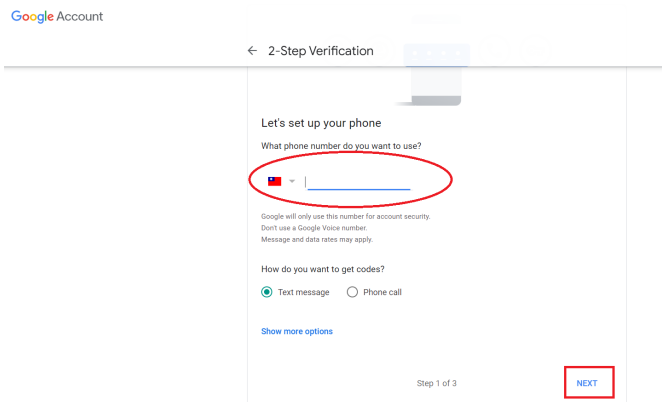 Google Account
2-Step Verification
Let's set up your phone
What phone number do you want to use?
Google will only use this number for account security.
Don't use a Google Voice number.
Message and data rates may apply.
How do you want to get codes?
Text message Phone call
Show more options
Step 1 of 3 NEXT